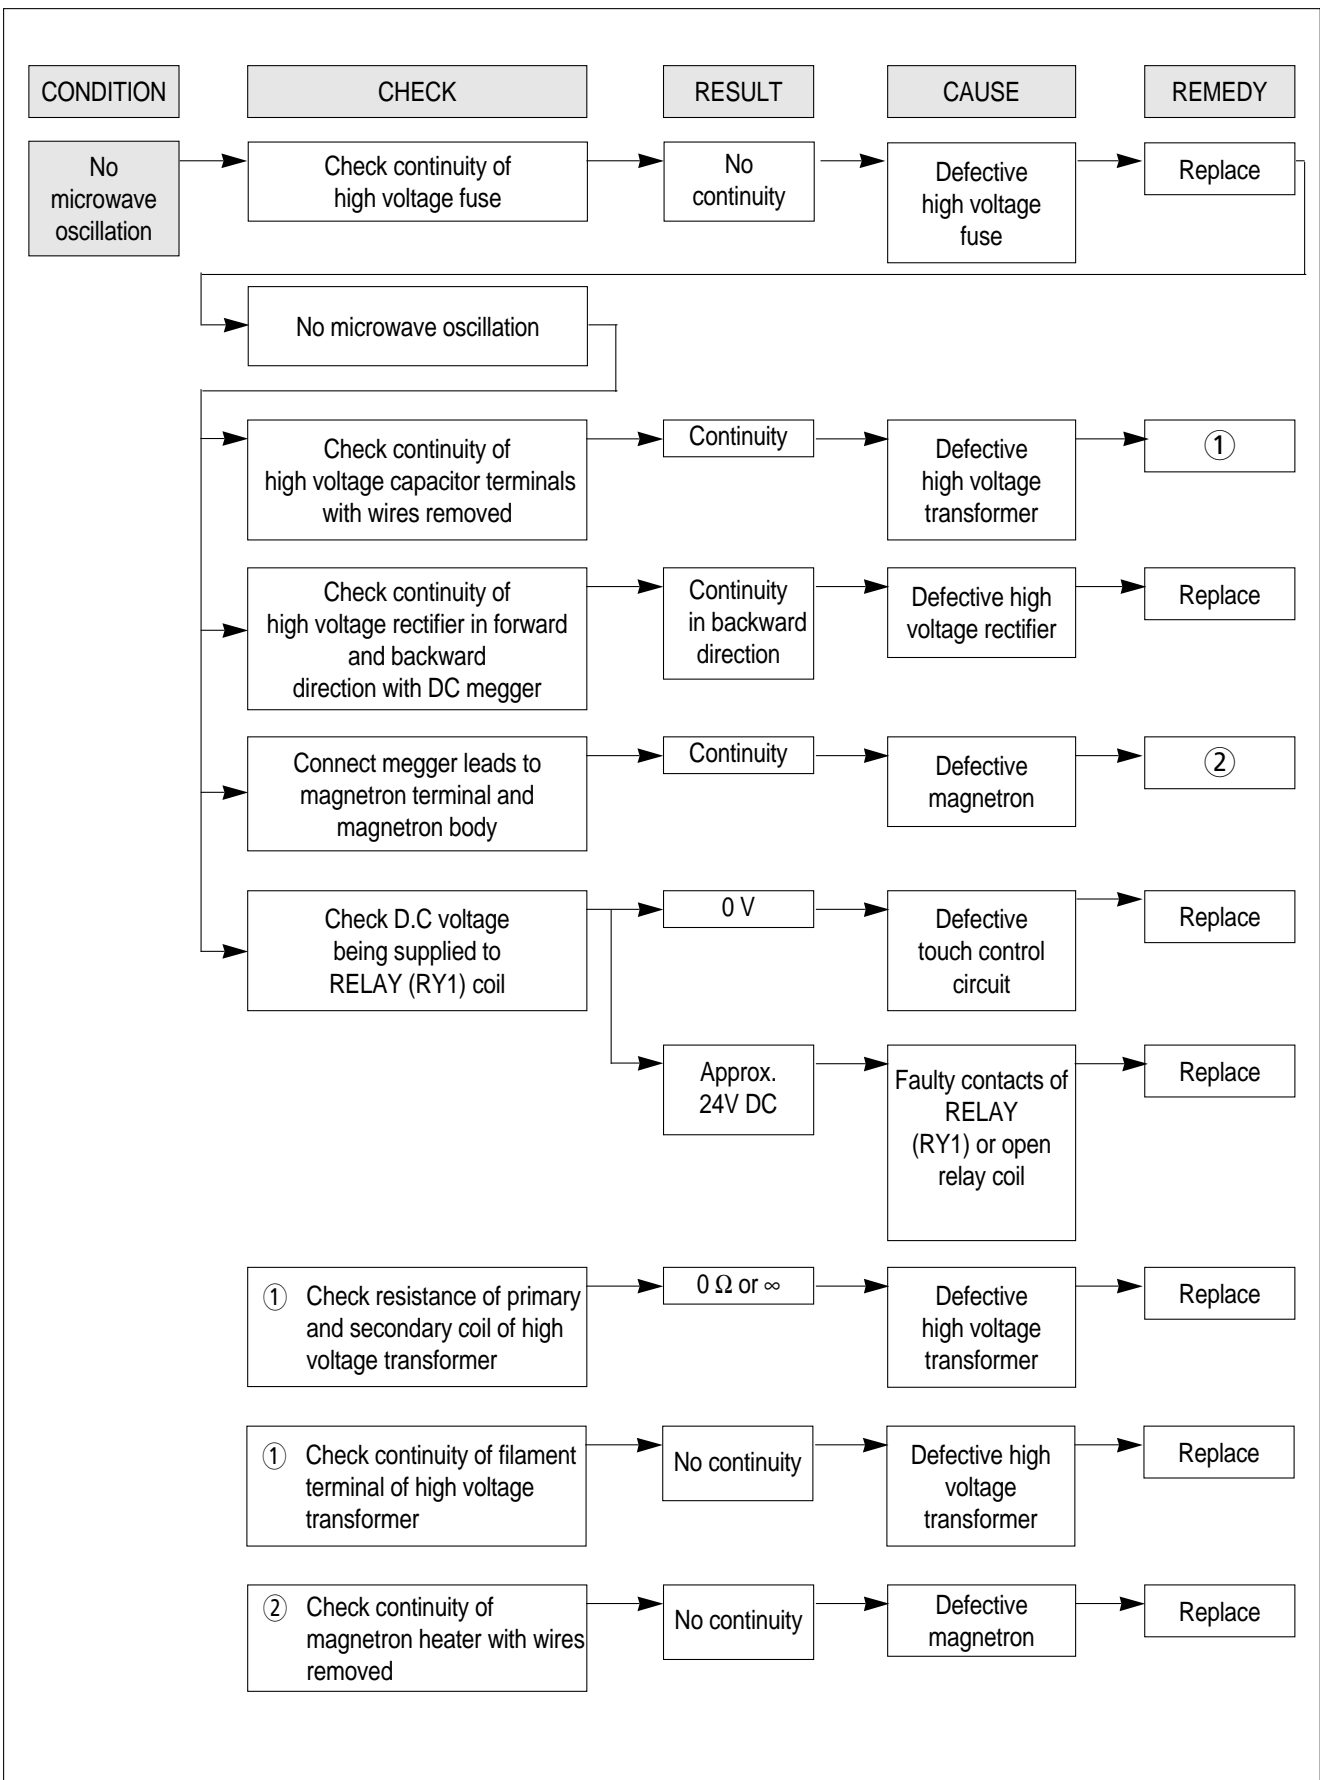 CONDITION
CHECK
RESULT
CAUSE
REMEDY
No
microwave
oscillation
Check continuity of
high voltage fuse
No
continuity
Defective
high voltage
fuse
Replace
No microwave oscillation
Check continuity of
high voltage capacitor terminals
with wires removed
Continuity
Defective
high voltage
transformer
①
Check continuity of
high voltage rectifier in forward
and backward
direction with DC megger
Continuity
in backward
direction
Defective high
voltage rectifier
Replace
Connect megger leads to
magnetron terminal and
magnetron body
Continuity
Defective
magnetron
②
Check D.C voltage
being supplied to
RELAY (RY1) coil
0 V
Defective
touch control
circuit
Replace
Approx.
24V DC
Faulty contacts of
RELAY
(RY1) or open
relay coil
Replace
① Check resistance of primary
and secondary coil of high
voltage transformer
0 Ω or ∞
Defective
high voltage
transformer
Replace
① Check continuity of filament
terminal of high voltage
transformer
No continuity
Defective high
voltage
transformer
Replace
② Check continuity of
magnetron heater with wires
removed
No continuity
Defective
magnetron
Replace